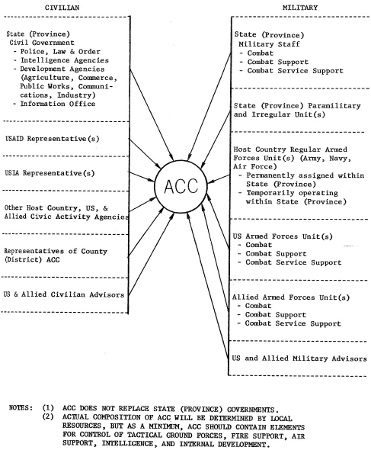 CIVILIAN
State (Province)
Civil Government
- Police, Law & Order
- Intelligence Agencies
- Development Agencies
(Agriculture, Commerce,
Public Works, Communi-
cations, Industry)
- Information Office
USAID Representative(s)
USIA Representative(s)
Other Host Country, US, &
Allied Civic Activity Agencies
Representatives of County
(District) ACC
US & Allied Civilian Advisors
ACC
MILITARY
State (Province)
Military Staff
- Combat
- Combat Support
- Combat Service Support
State (Province) Paramilitary
and Irregular Unit(s)
Host Country Regular Armed
Forces Unit(s) (Army, Navy,
Air Force)
- Permanently assigned within
State (Province)
- Temporarily operating
within State (Province)
US Armed Forces Unit(s)
- Combat
- Combat Support
- Combat Service Support
Allied Armed Forces Unit(s)
- Combat
- Combat Support
- Combat Service Support
US and Allied Military Advisors
NOTES: (1) ACC DOES NOT REPLACE STATE (PROVINCE) GOVERNMENTS.
(2) ACTUAL COMPOSITION OF ACC WILL BE DETERMINED BY LOCAL
RESOURCES, BUT AS A MINIMUM, ACC SHOULD CONTAIN ELEMENTS
FOR CONTROL OF TACTICAL GROUND FORCES, FIRE SUPPORT, AIR
SUPPORT, INTELLIGENCE, AND INTERNAL DEVELOPMENT.